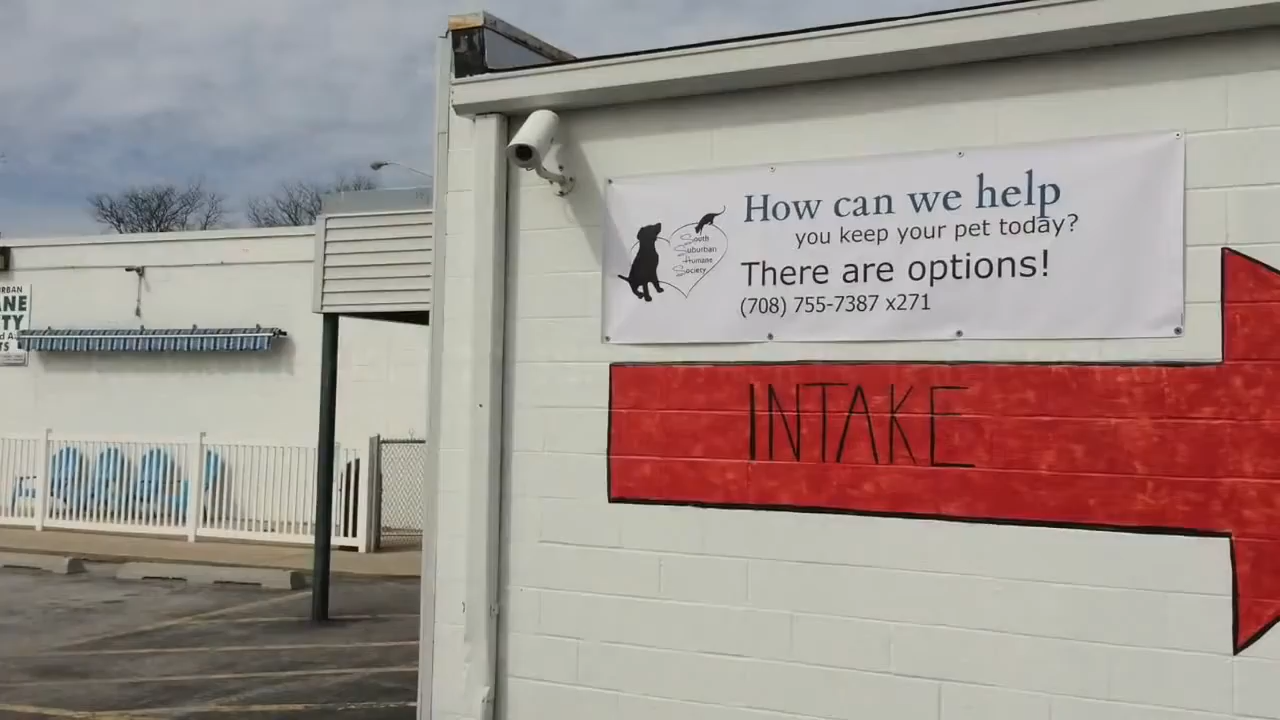 How can we help
you keep your pet today?
There are options!
(708) 755-7387 x271
South
Suburban
Humane
Society
INTAKE